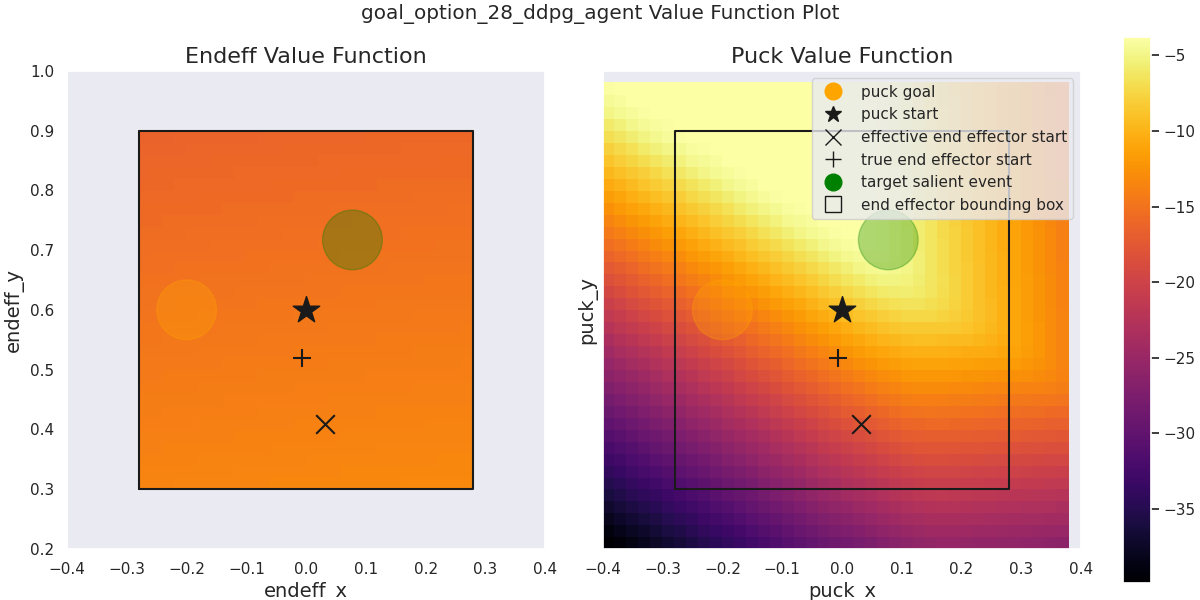 goal_option_28_ddpg_agent Value Function Plot
Endeff Value Function
1.0
0.9
0.8
0.7
0.6
0.5
0.4
0.3
0.2
endeff_y
−0.4 −0.3 −0.2 −0.1 0.0 0.1 0.2 0.3 0.4
endeff_x
Puck Value Function
puck goal
puck start
effective end effector start
true end effector start
target salient event
end effector bounding box
puck_y
−0.4 −0.3 −0.2 −0.1 0.0 0.1 0.2 0.3 0.4
puck_x
−5
−10
−15
−20
−25
−30
−35